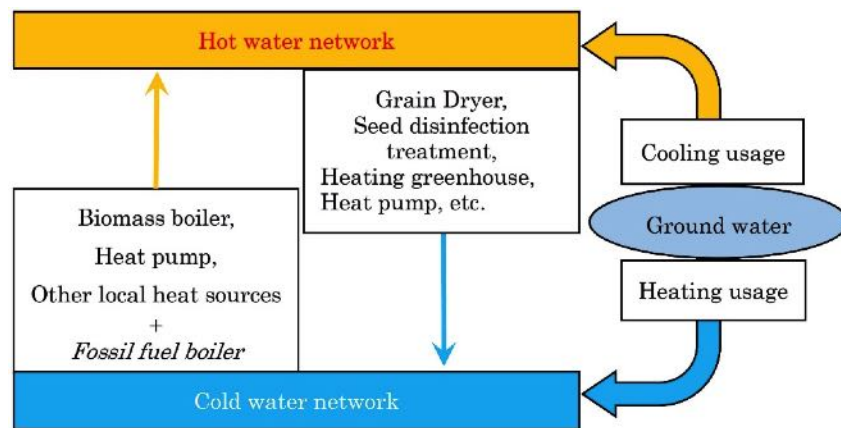 Hot water network
Grain Dryer,
Seed disinfection
treatment,
Heating greenhouse,
Heat pump, etc.
Cooling usage
Biomass boiler,
Heat pump,
Other local heat sources
+
Fossil fuel boiler
Ground water
Heating usage
Cold water network